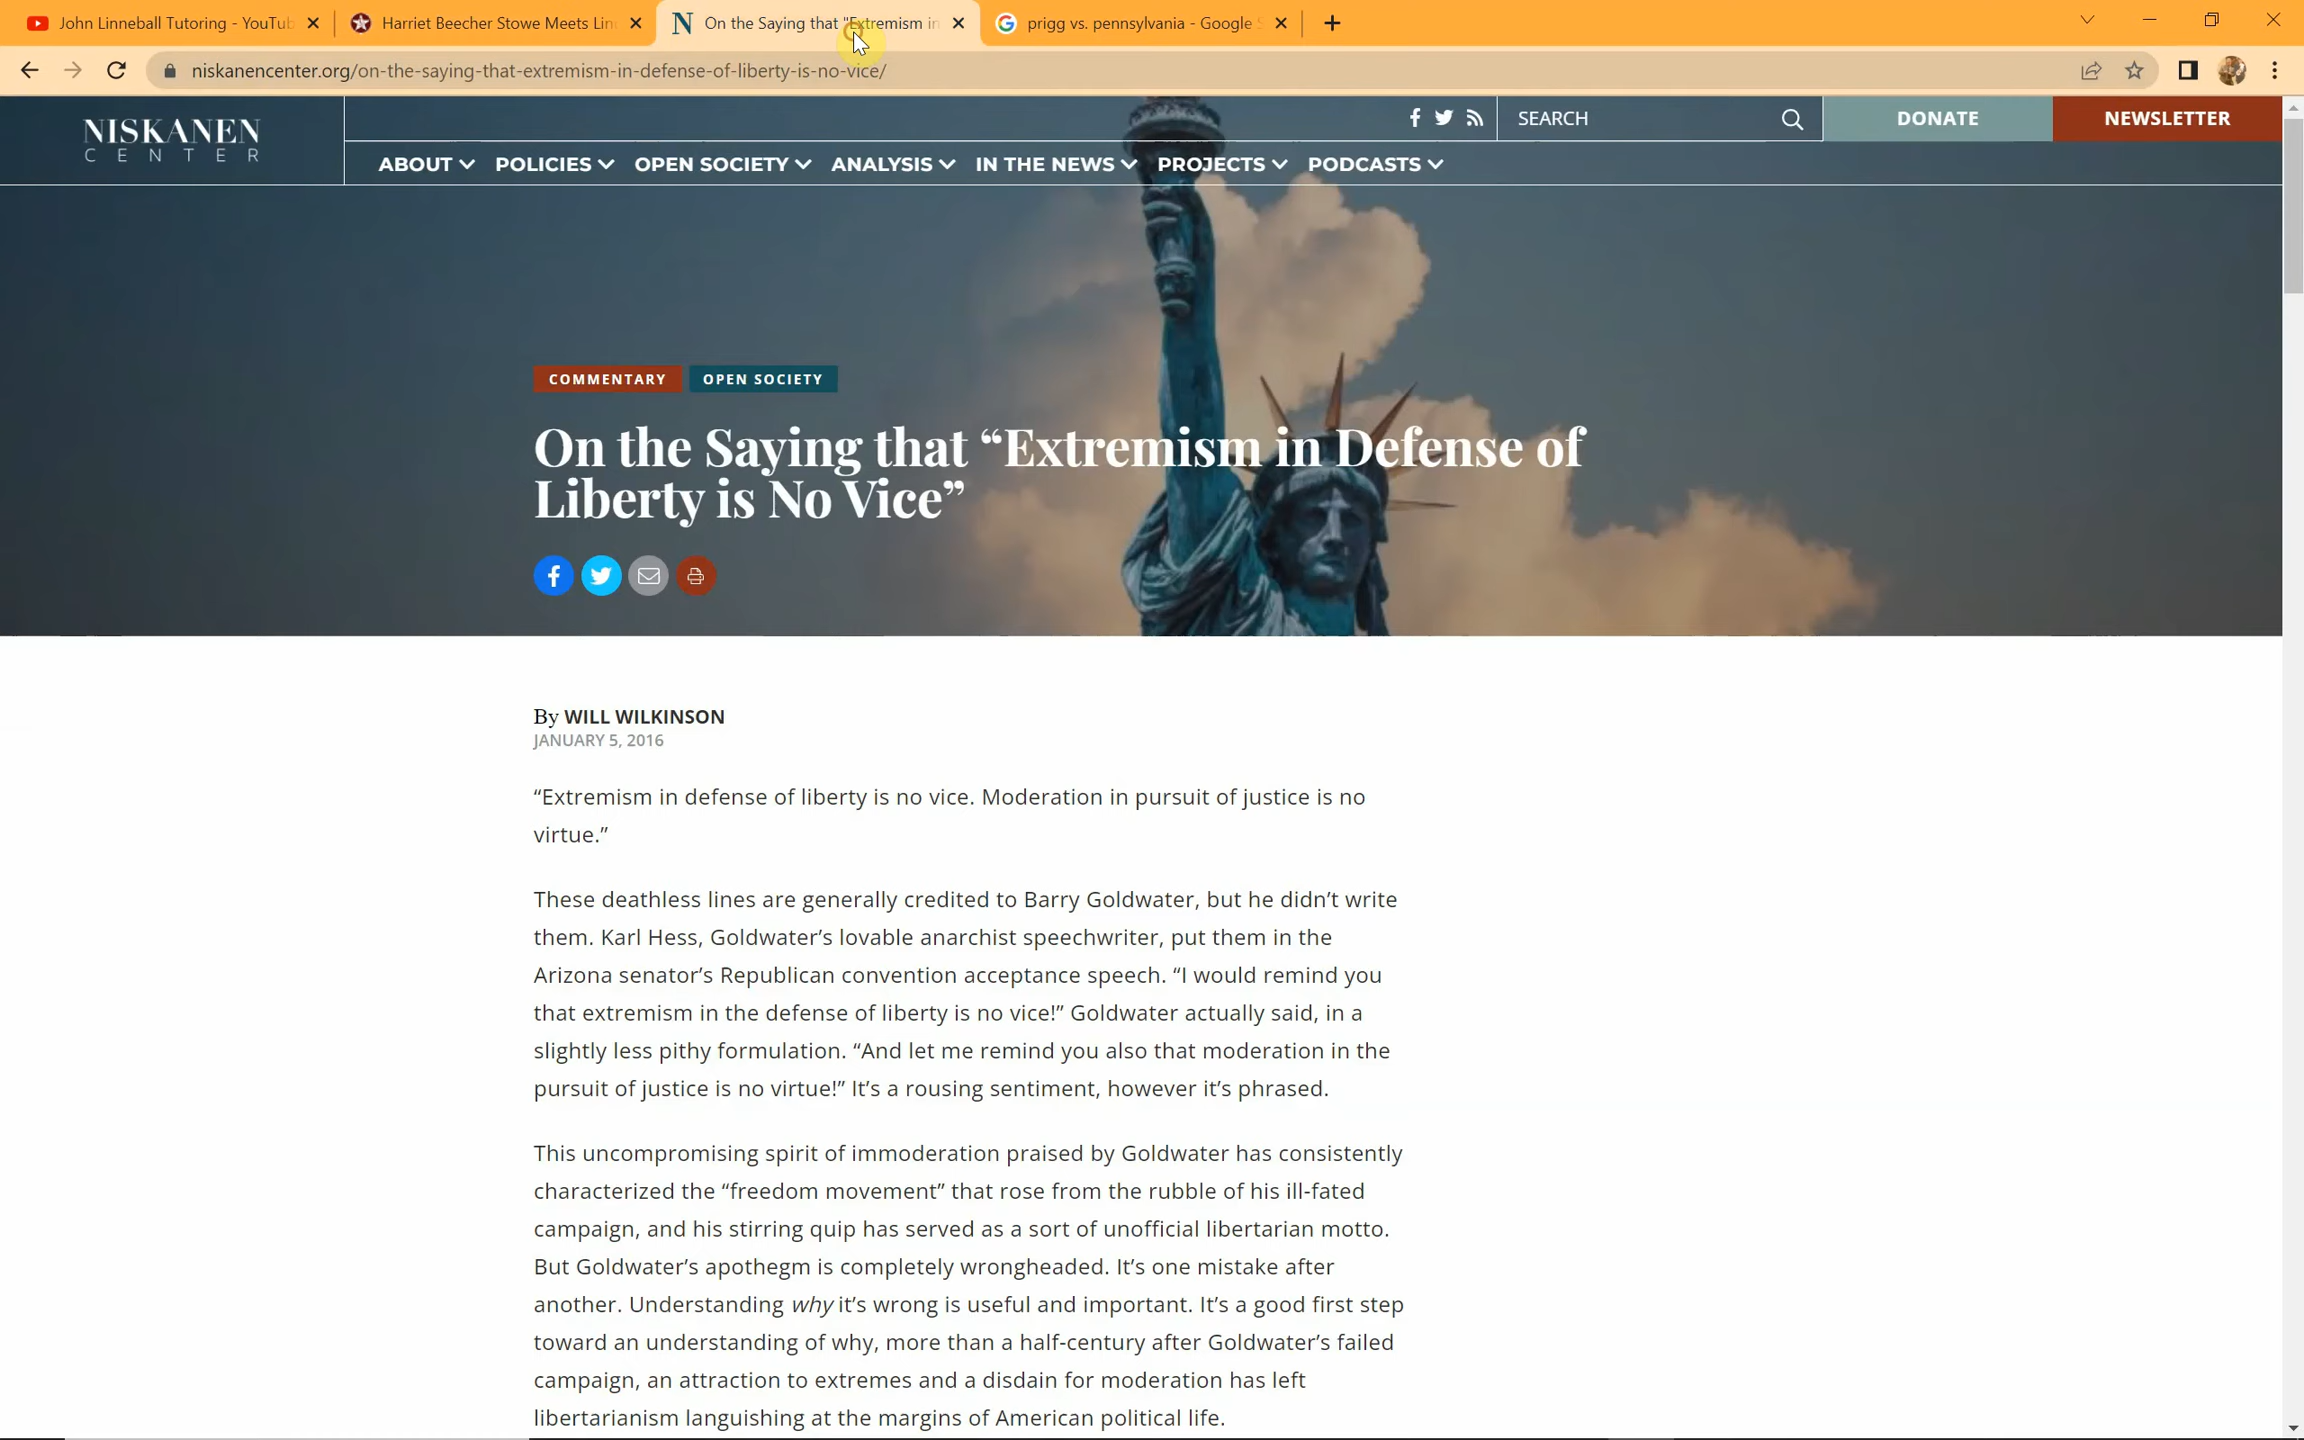 John Linneball Tutoring - YouTub
Harriet Beecher Stowe Meets Lin
On the Saying that "Extremism in
prigg vs. pennsylvania - Google S
niskanencenter.org/on-the-saying-that-extremism-in-defense-of-liberty-is-no-vice/
NISKANEN
CENTER
SEARCH
DONATE
NEWSLETTER
ABOUT
POLICIES
OPEN SOCIETY
ANALYSIS
IN THE NEWS
PROJECTS
PODCASTS
COMMENTARY
OPEN SOCIETY
On the Saying that “Extremism in Defense of
Liberty is No Vice”
By WILL WILKINSON
JANUARY 5, 2016
“Extremism in defense of liberty is no vice. Moderation in pursuit of justice is no
virtue.”
These deathless lines are generally credited to Barry Goldwater, but he didn’t write
them. Karl Hess, Goldwater’s lovable anarchist speechwriter, put them in the
Arizona senator’s Republican convention acceptance speech. “I would remind you
that extremism in the defense of liberty is no vice!” Goldwater actually said, in a
slightly less pithy formulation. “And let me remind you also that moderation in the
pursuit of justice is no virtue!” It’s a rousing sentiment, however it’s phrased.
This uncompromising spirit of immoderation praised by Goldwater has consistently
characterized the “freedom movement” that rose from the rubble of his ill-fated
campaign, and his stirring quip has served as a sort of unofficial libertarian motto.
But Goldwater’s apothegm is completely wrongheaded. It’s one mistake after
another. Understanding why it’s wrong is useful and important. It’s a good first step
toward an understanding of why, more than a half-century after Goldwater’s failed
campaign, an attraction to extremes and a disdain for moderation has left
libertarianism languishing at the margins of American political life.